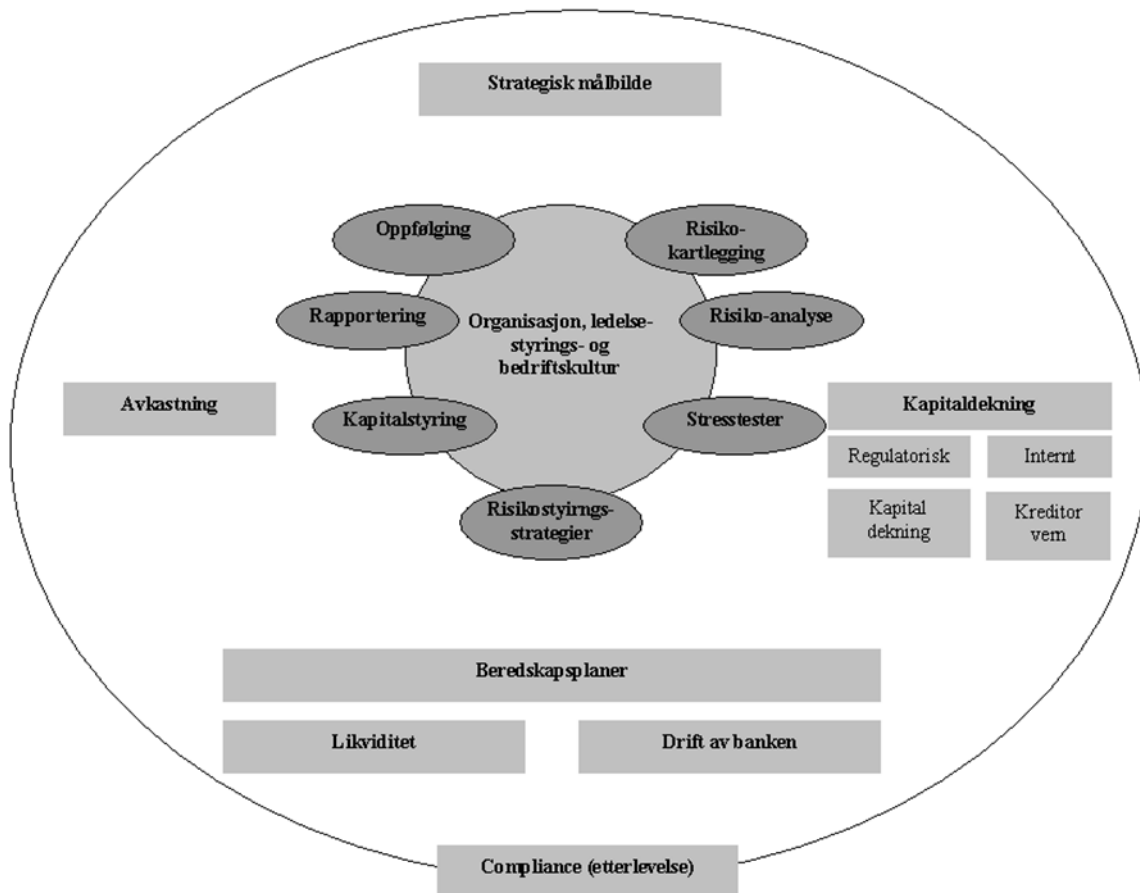 Strategisk målbilde
Oppfølging
Risiko-
kartlegging
Rapportering
Organisasjon, ledelse-
styrings- og
bedriftskultur
Risiko-analyse
Avkastning
Kapitalstyring
Stresstester
Kapitaldekning
Regulatorisk
Internt
Kapital
dekning
Kreditor
vern
Risikostyirngs-
strategier
Beredskapsplaner
Likviditet
Drift av banken
Compliance (etterlevelse)